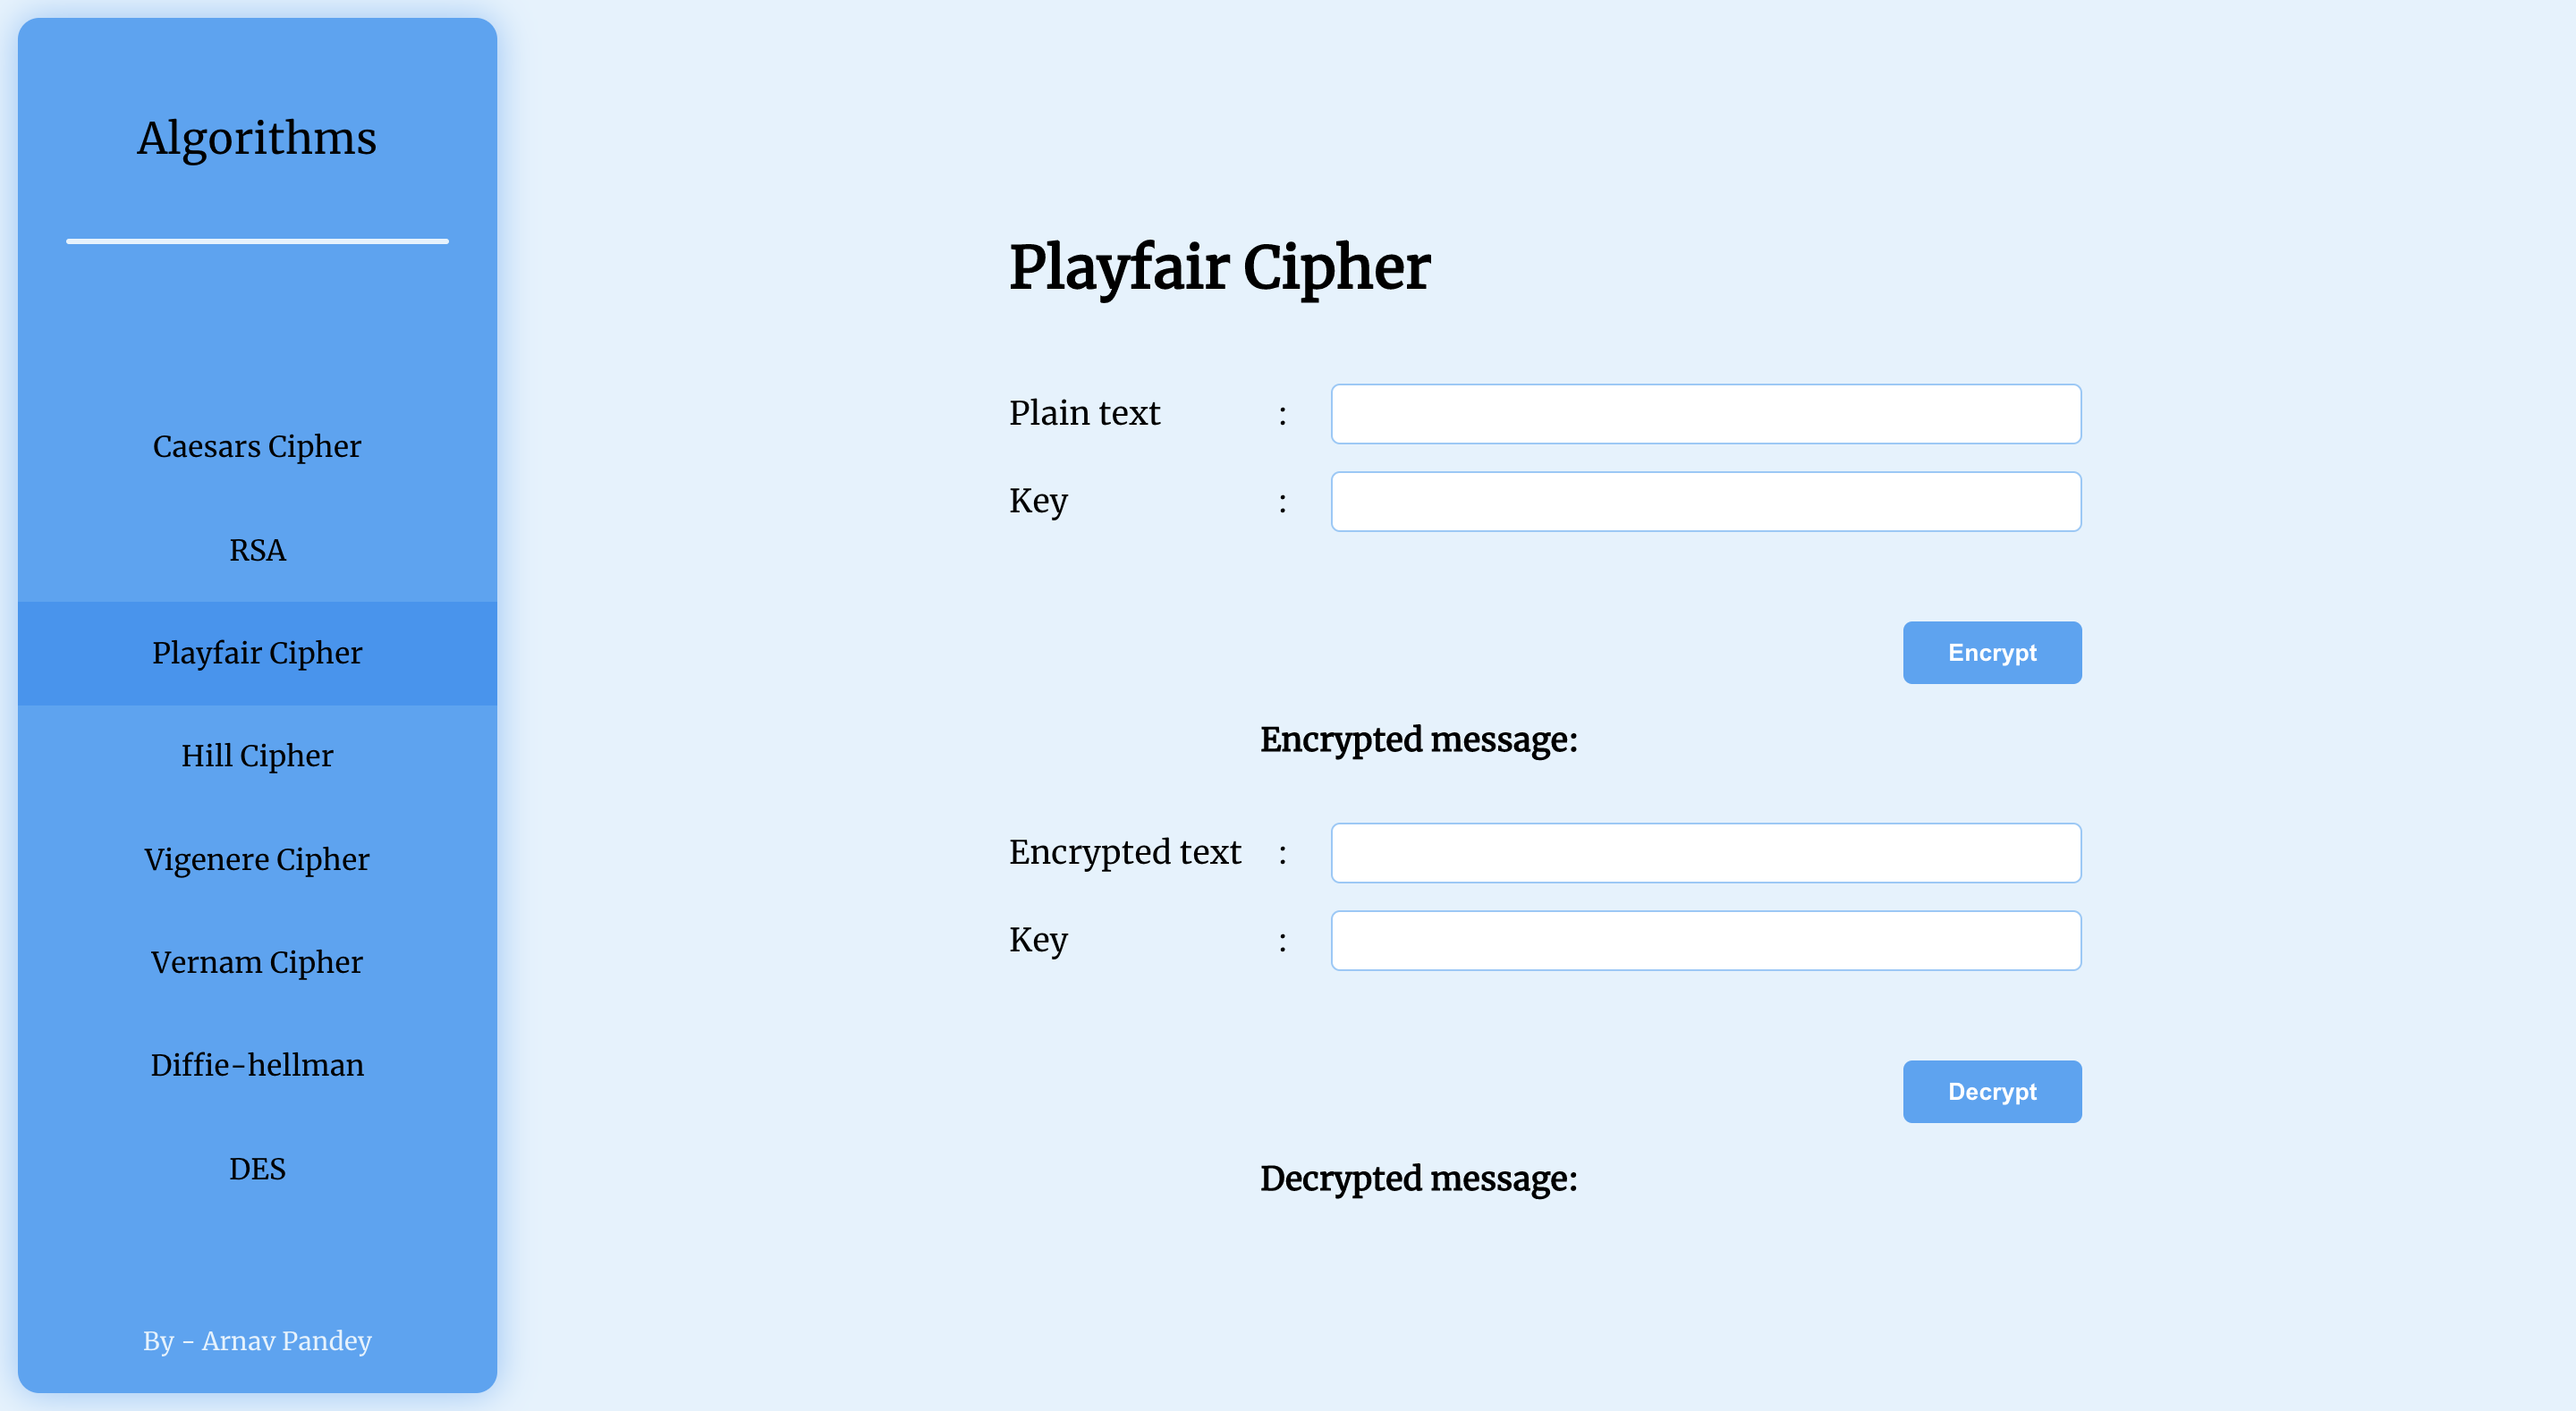 Algorithms
Caesars Cipher
RSA
Playfair Cipher
Hill Cipher
Vigenere Cipher
Vernam Cipher
Diffie-hellman
DES
By - Arnav Pandey
Playfair Cipher
Plain text :
Key :
Encrypt
Encrypted message:
Encrypted text :
Key :
Decrypt
Decrypted message: